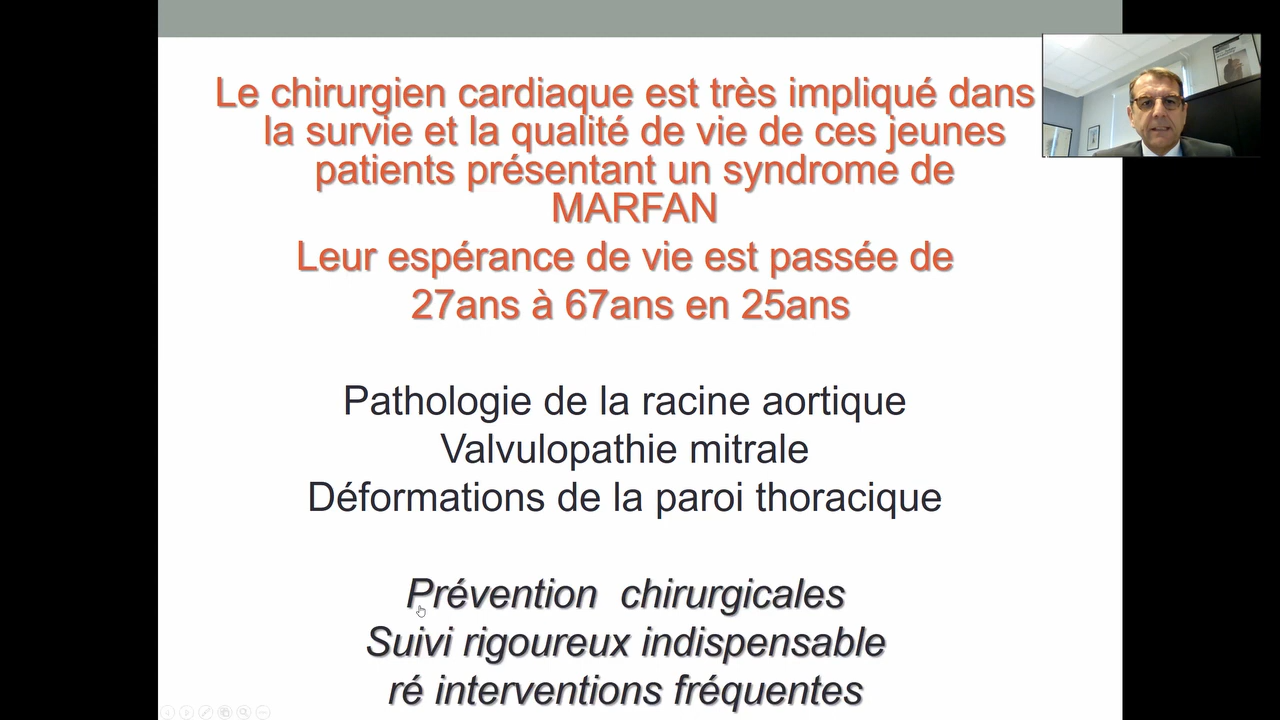 Le chirurgien cardiaque est très impliqué dans
la survie et la qualité de vie de ces jeunes
patients présentant un syndrome de
MARFAN
Leur espérance de vie est passée de
27ans à 67ans en 25ans
Pathologie de la racine aortique
Valvulopathie mitrale
Déformations de la paroi thoracique
Prévention  chirurgicales
Suivi rigoureux indispensable
ré interventions fréquentes